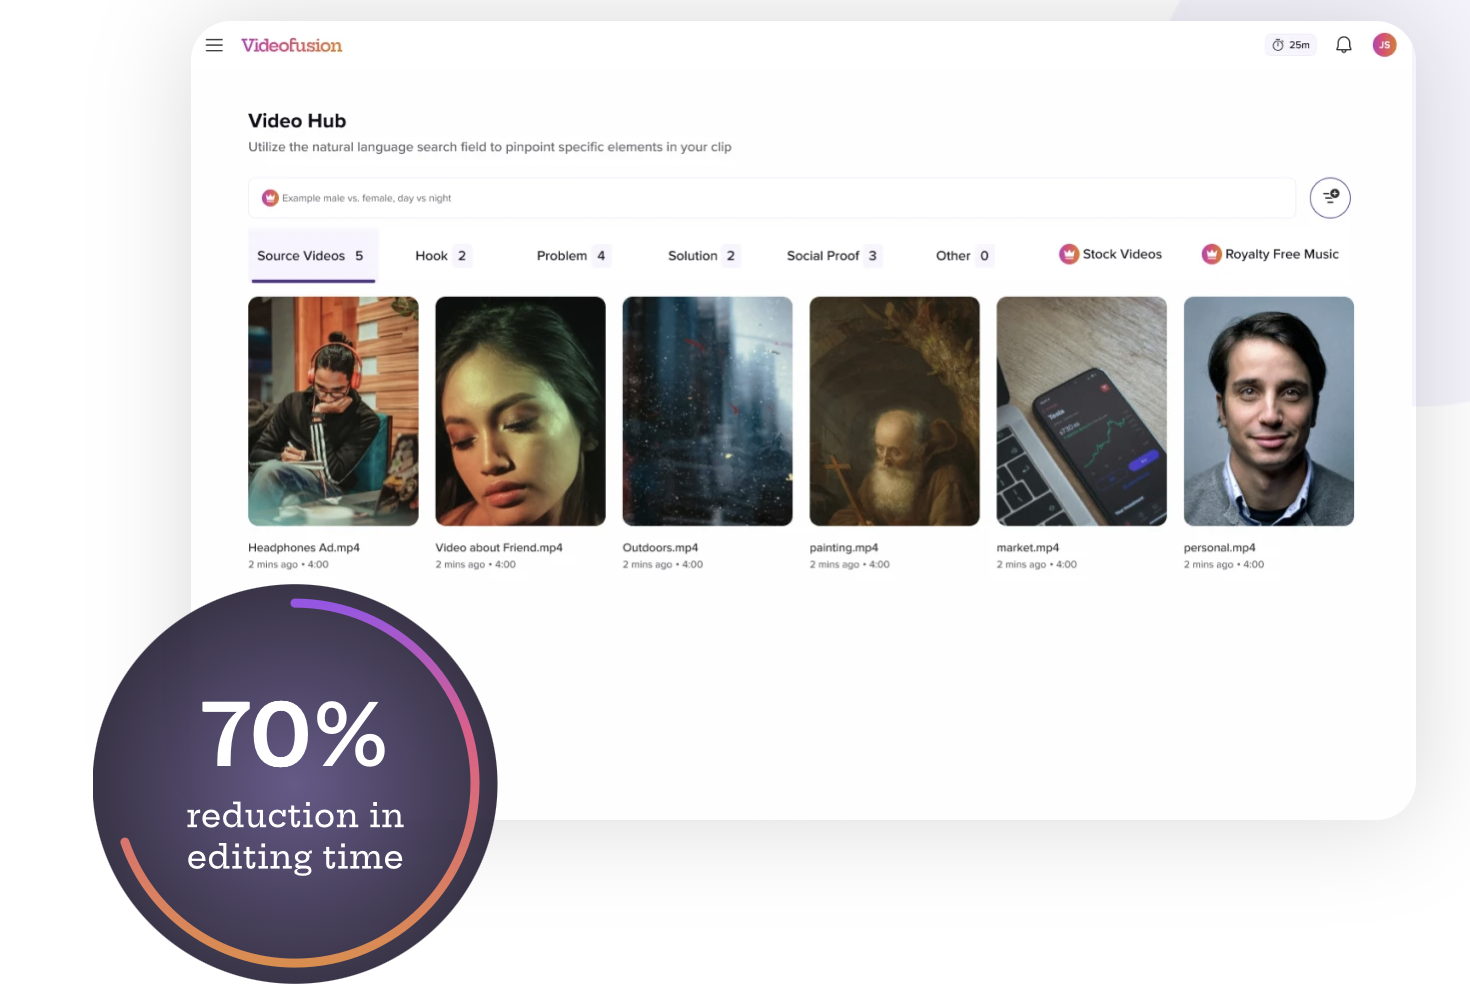 Videofusion
25m
JS
Video Hub
Utilize the natural language search field to pinpoint specific elements in your clip
Example male vs. female, day vs night
Source Videos 5
Hook 2
Problem 4
Solution 2
Social Proof 3
Other 0
Stock Videos
Royalty Free Music
Tesla
Headphones Ad.mp4
2 mins ago • 4:00
Video about Friend.mp4
2 mins ago • 4:00
Outdoors.mp4
2 mins ago • 4:00
painting.mp4
2 mins ago • 4:00
market.mp4
2 mins ago • 4:00
personal.mp4
2 mins ago • 4:00
70%
reduction in
editing time